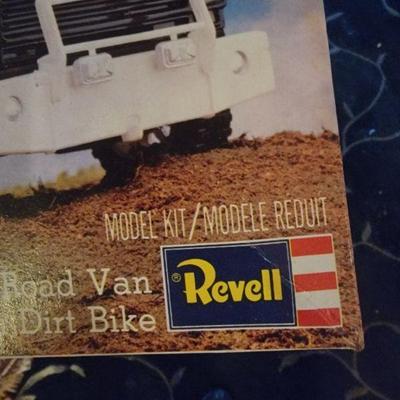 MODEL KIT/MODELE REDUIT
Road Van
Dirt Bike
® Revell